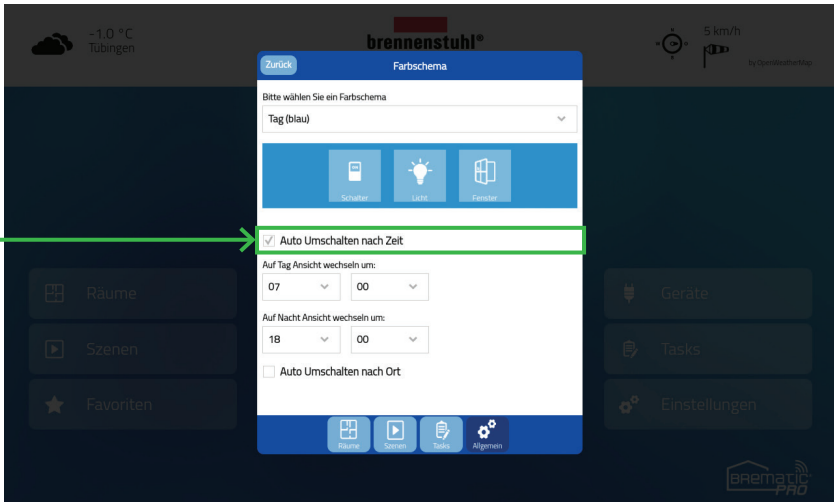 -1.0 °C
Tübingen
brennenstuhl®
5 km/h
by OpenWeatherMap
Zurück
Farbschema
Bitte wählen Sie ein Farbschema
Tag (blau)
Schalter
Licht
Fenster
Auto Umschalten nach Zeit
Auf Tag Ansicht wechseln um:
07 00
Auf Nacht Ansicht wechseln um:
18 00
Auto Umschalten nach Ort
Räume
Szenen
Favoriten
Geräte
Tasks
Einstellungen
Räume
Szenen
Tasks
Allgemein
Brematic
PRO